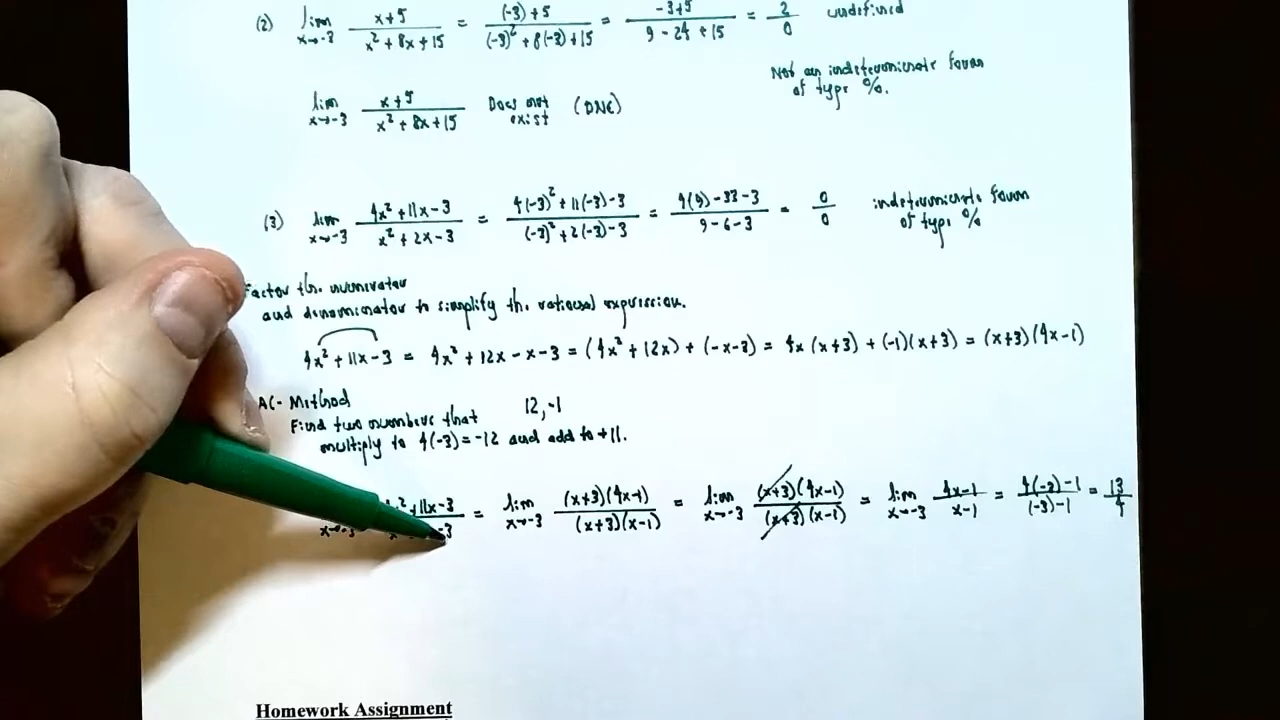 (2) lim x→-3 x+5 / x² + 8x + 15 = (-3)+5 / (-3)² + 8(-3) + 15 = -3+5 / 9 - 24 + 15 = 2/0 undefined
Not an indeterminate form
of type 0/0.
lim x→-3 x+5 / x² + 8x + 15 Does not exist (DNE)
(3) lim x→-3 4x² + 11x - 3 / x² + 2x - 3 = 4(-3)² + 11(-3) - 3 / (-3)² + 2(-3) - 3 = 4(9) - 33 - 3 / 9 - 6 - 3 = 0/0 indeterminate form
of type 0/0
Factor the numerator
and denominator to simplify the rational expression.
4x² + 11x - 3 = 4x² + 12x - x - 3 = (4x² + 12x) + (-x-3) = 4x(x+3) + (-1)(x+3) = (x+3)(4x-1)
AC-Method
Find two numbers that 12, -1
multiply to 4(-3) = -12 and add to +11.
x→-3 x² + 11x - 3 / -3 = lim x→-3 (x+3)(4x-1) / (x+3)(x-1) = lim x→-3 (x+3)(4x-1) / (x+3)(x-1) = lim x→-3 4x-1 / x-1 = 4(-3)-1 / (-3)-1 = 13/4
Homework Assignment